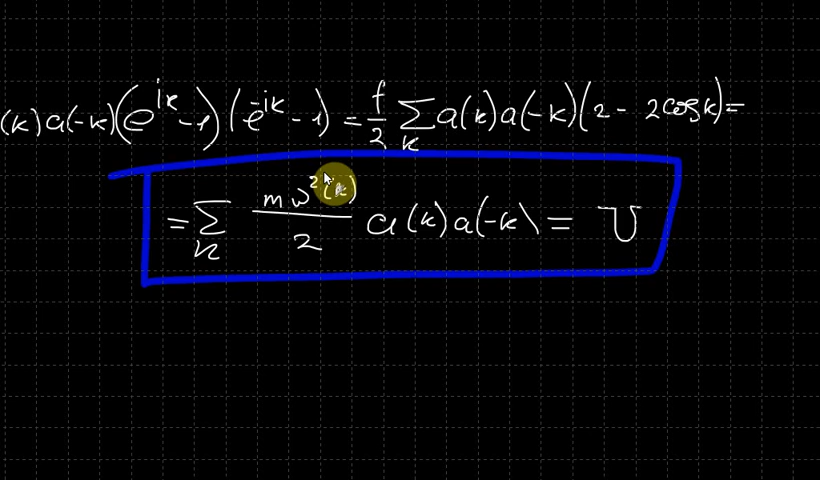 (k) a(-k) (e^{ik} - 1) (e^{-ik} - 1) = f/2 ∑_k a(k) a(-k) (2 - 2cos k) =
= ∑_k mω²(k)/2 a(k) a(-k) = U